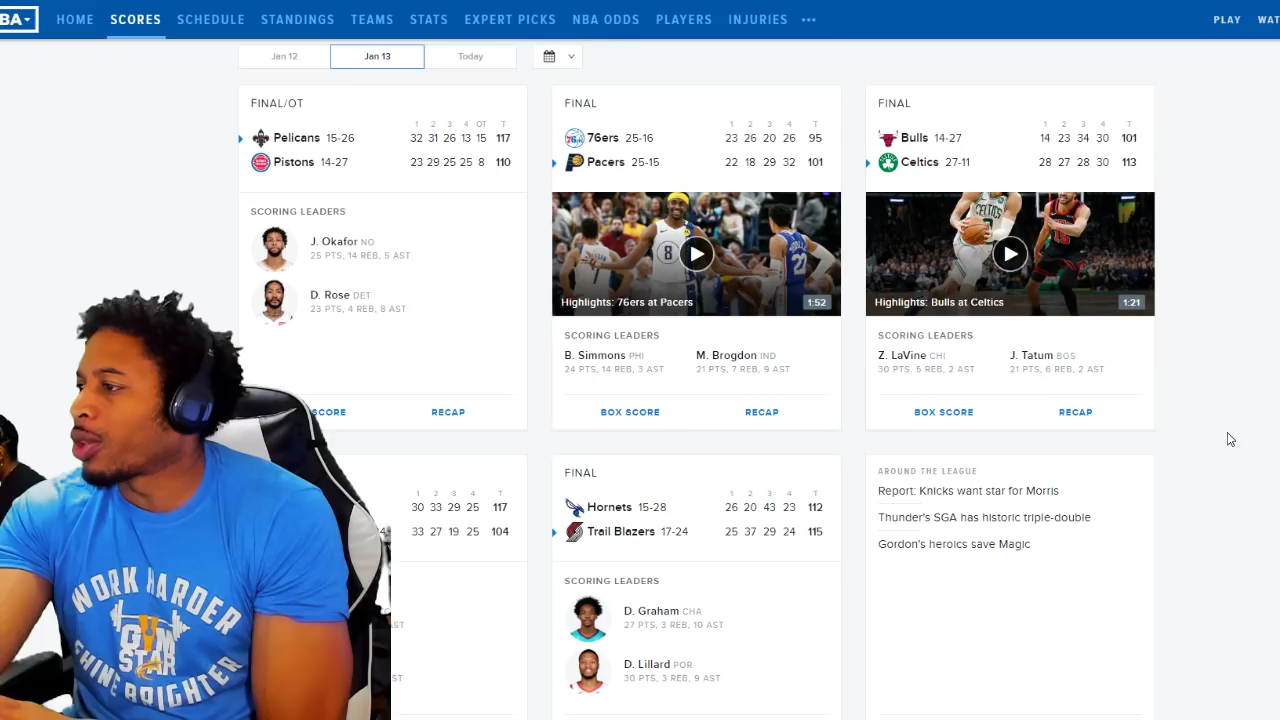 BA
HOME SCORES SCHEDULE STANDINGS TEAMS STATS EXPERT PICKS NBA ODDS PLAYERS INJURIES ••• PLAY WAT
Jan 12 Jan 13 Today
FINAL/OT
1 2 3 4 OT T
Pelicans 15-26 32 31 26 13 15 117
Pistons 14-27 23 29 25 25 8 110
SCORING LEADERS
J. Okafor NO
25 PTS, 14 REB, 5 AST
D. Rose DET
23 PTS, 4 REB, 8 AST
SCORE RECAP
FINAL
1 2 3 4 T
76ers 25-16 23 26 20 26 95
Pacers 25-15 22 18 29 32 101
8
22
Highlights: 76ers at Pacers 1:52
SCORING LEADERS
B. Simmons PHI M. Brogdon IND
24 PTS, 14 REB, 3 AST 21 PTS, 7 REB, 9 AST
BOX SCORE RECAP
FINAL
1 2 3 4 T
Bulls 14-27 14 23 34 30 101
Celtics 27-11 28 27 28 30 113
CELTICS
15
Highlights: Bulls at Celtics 1:21
SCORING LEADERS
Z. LaVine CHI J. Tatum BOS
30 PTS, 5 REB, 2 AST 21 PTS, 6 REB, 2 AST
BOX SCORE RECAP
1 2 3 4 T
30 33 29 25 117
24 33 27 19 25 104
AST
ST
FINAL
1 2 3 4 T
Hornets 15-28 26 20 43 23 112
Trail Blazers 17-24 25 37 29 24 115
SCORING LEADERS
D. Graham CHA
27 PTS, 3 REB, 10 AST
D. Lillard POR
30 PTS, 3 REB, 9 AST
AROUND THE LEAGUE
Report: Knicks want star for Morris
Thunder's SGA has historic triple-double
Gordon's heroics save Magic
WORK HARDER
GYM
STAR
SHINE BRIGHTER